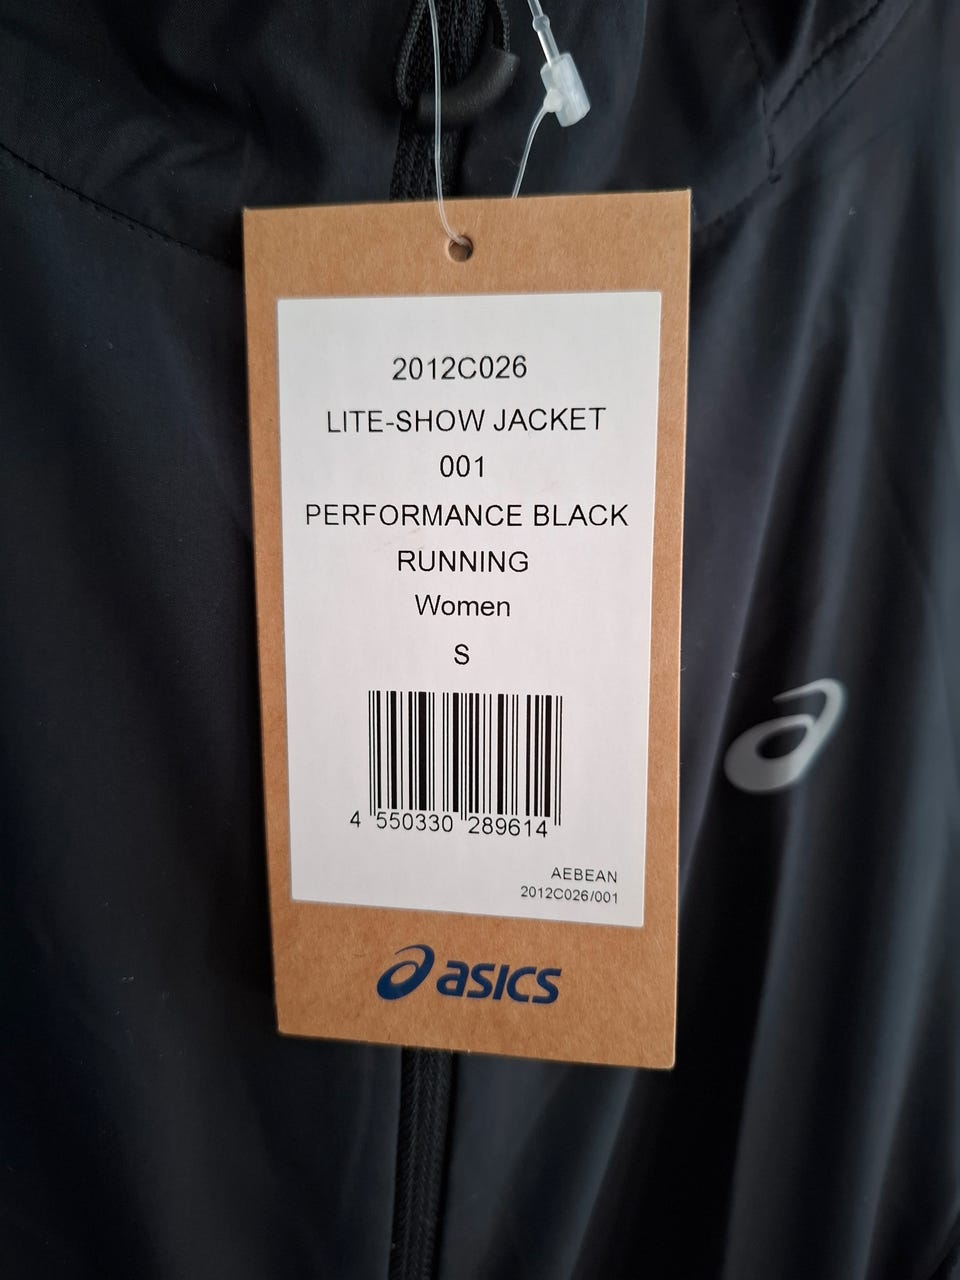 2012C026
LITE-SHOW JACKET
001
PERFORMANCE BLACK
RUNNING
Women
S
4 550330 289614
AEBEAN
2012C026/001
asics